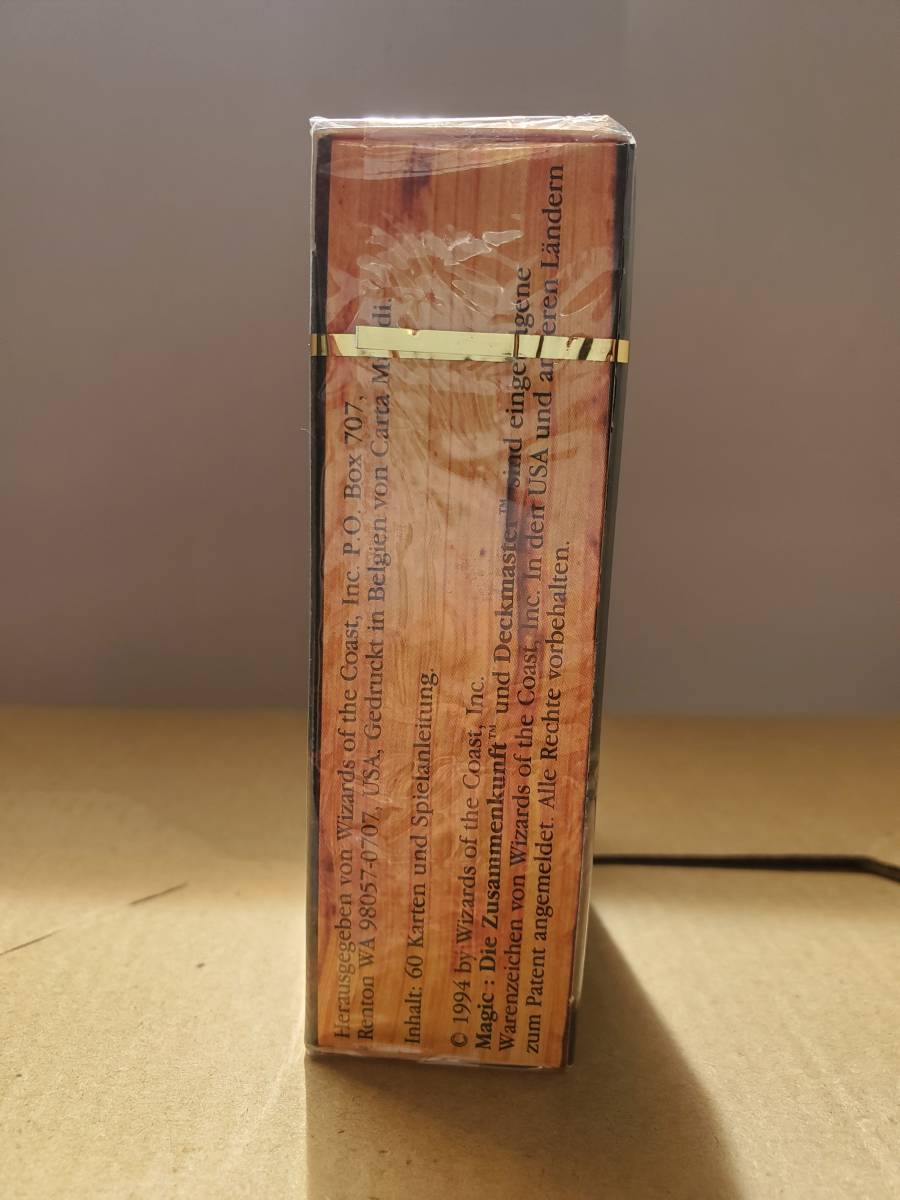 Herausgegeben von Wizards of the Coast, Inc. P.O. Box 707,
Renton WA 98057-0707, USA, Gedruckt in Belgien von Carta
Inhalt: 60 Karten und Spielanleitung.
© 1994 by Wizards of the Coast, Inc.
Magic : Die Zusammenkunft™ und Deckmaster™ sind eingetragene
Warenzeichen von Wizards of the Coast, Inc. In den USA und anderen Ländern
zum Patent angemeldet. Alle Rechte vorbehalten.